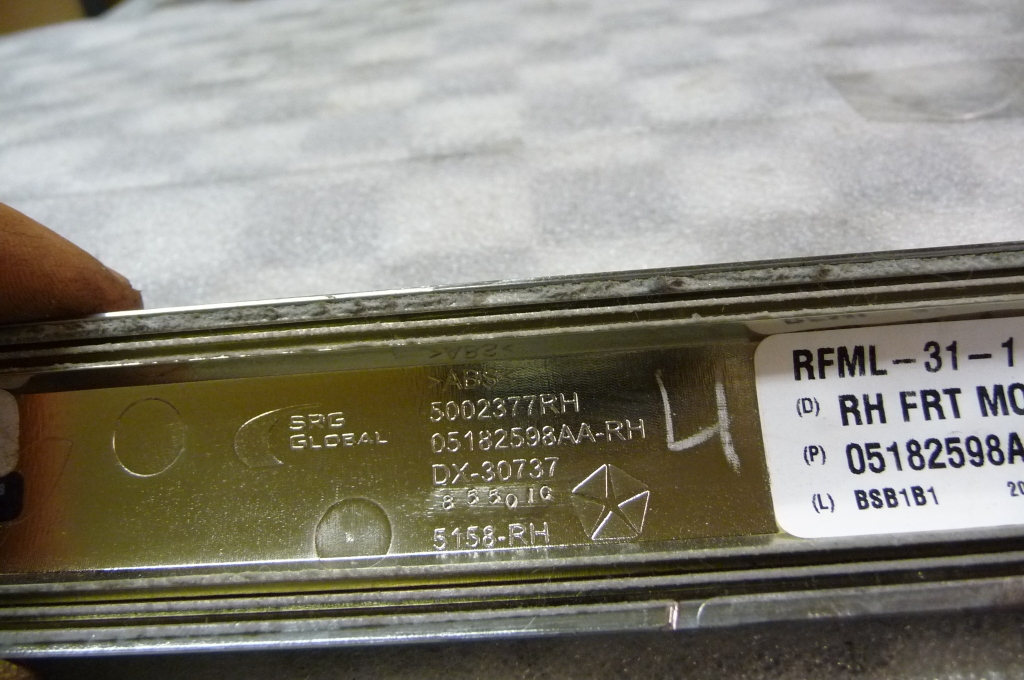 SRG
GLOBAL
>ABS
5002377RH
05182598AA-RH
DX-30737
5158-RH
4
RFML-31-1
(D) RH FRT MO
(P) 05182598A
(L) BSB1B1 20